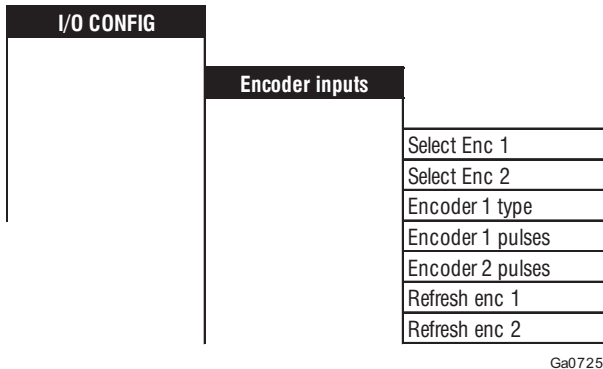 I/O CONFIG
Encoder inputs
Select Enc 1
Select Enc 2
Encoder 1 type
Encoder 1 pulses
Encoder 2 pulses
Refresh enc 1
Refresh enc 2
Ga0725